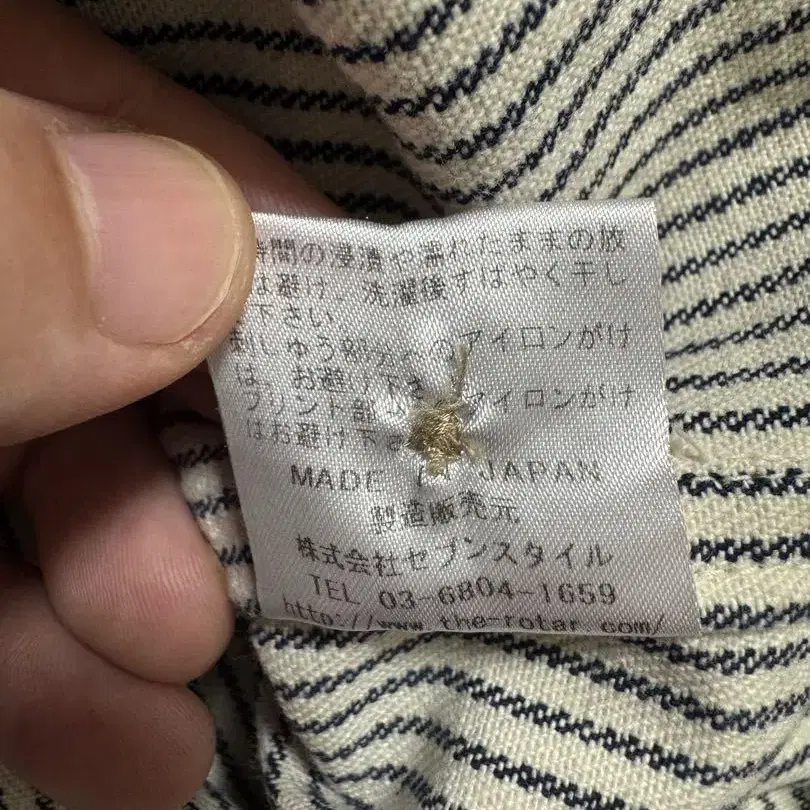 時間の浸漬や濡れたままの放
は避け、洗濯後すはやく干し
下さい
刺しゅう部分へのアイロンがけ
は、お避け下さ
プリント部 アイロンがけ
はお避け下さ
MADE JAPAN
製造販売元
株式会社セブンスタイル
TEL 03-6804-1659
http://www.the-rotar.com/